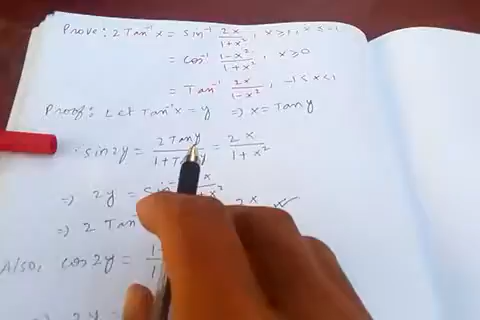 Prove: 2 Tan⁻¹ x = sin⁻¹ 2x/(1+x²), x ≥ 1, x ≤ -1
= cos⁻¹ (1-x²)/(1+x²), x ≥ 0
= Tan⁻¹ 2x/(1-x²), -1 < x < 1
Proof: Let Tan⁻¹ x = y ⇒ x = Tan y
∴ sin 2y = 2 Tan y / = 2x/(1+x²)
⇒ 2y =
⇒ 2 Tan
Also, cos 2y =
⇒ 2y =